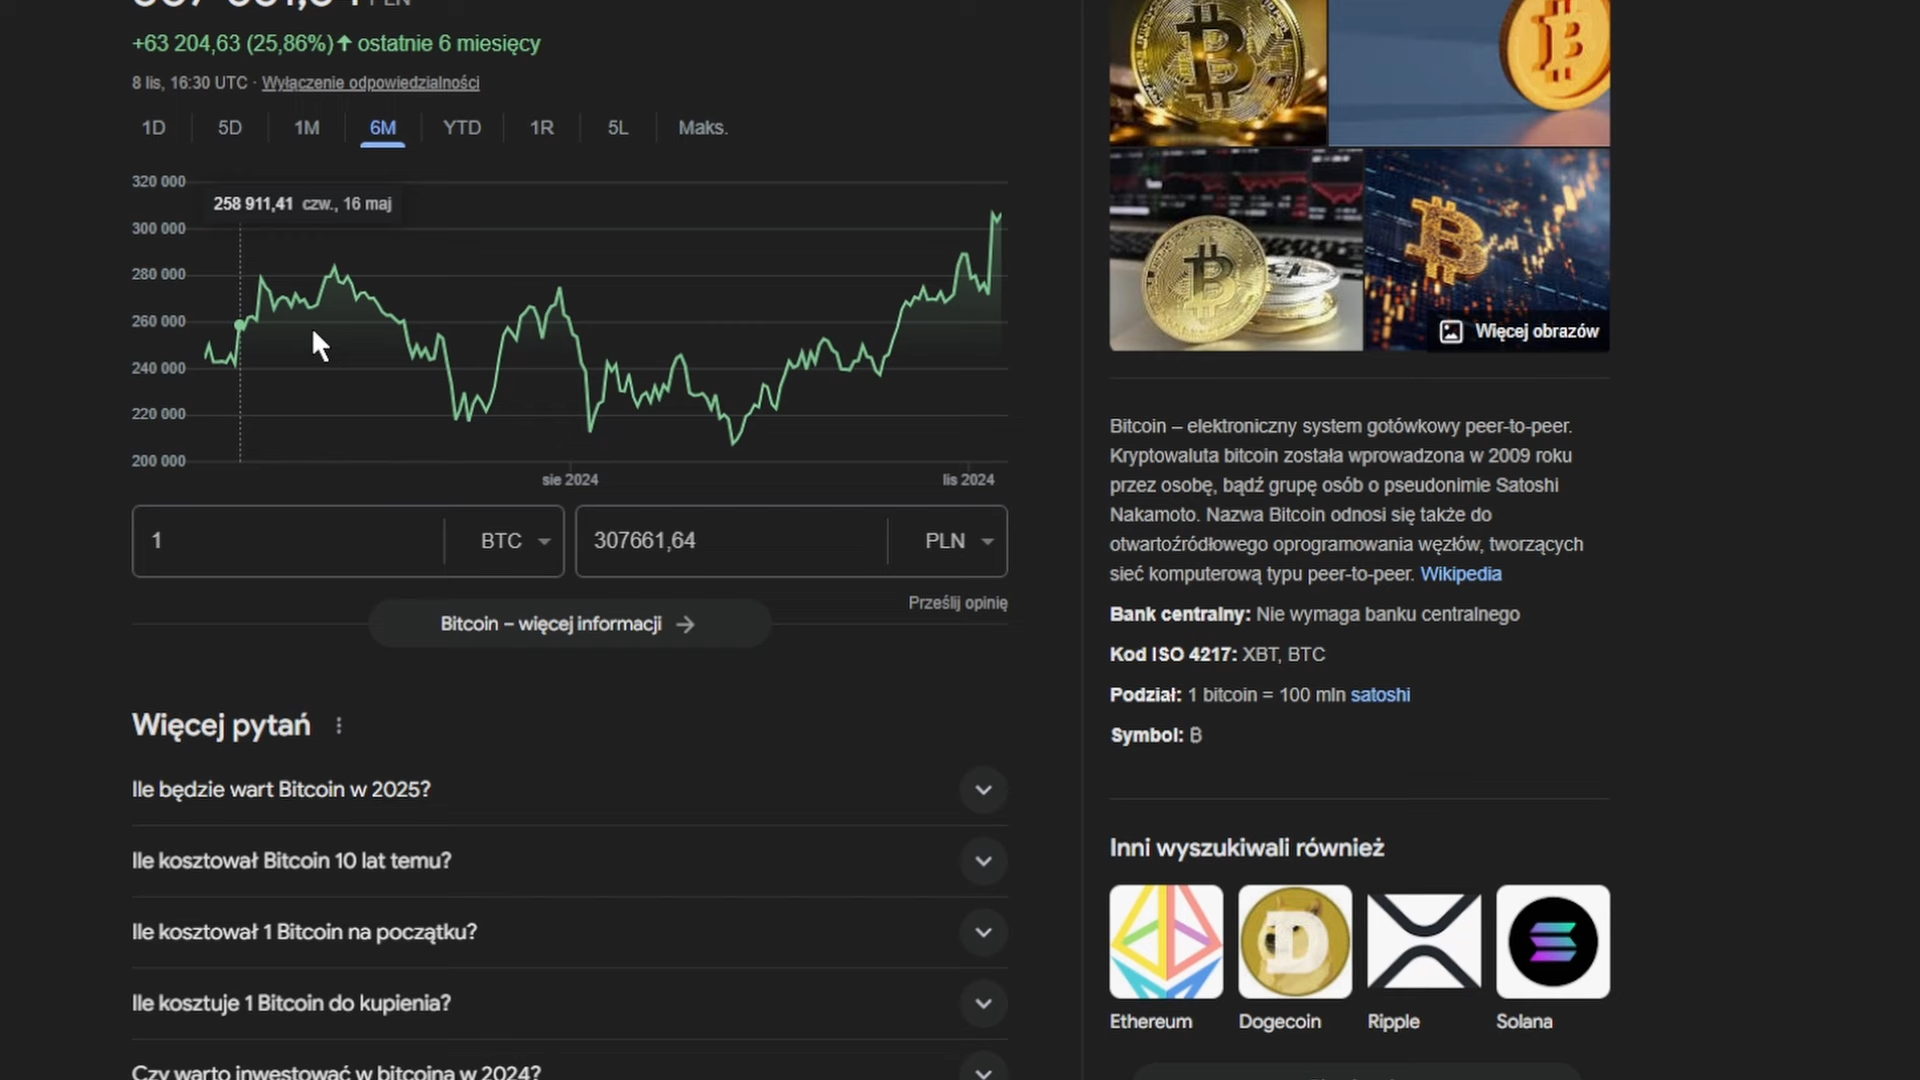 +63 204,63 (25,86%) ↑ ostatnie 6 miesięcy
8 lis, 16:30 UTC · Wyłączenie odpowiedzialności
1D
5D
1M
6M
YTD
1R
5L
Maks.
320 000
258 911,41 czw., 16 maj
300 000
280 000
260 000
240 000
220 000
200 000
sie 2024
lis 2024
1
BTC
307661,64
PLN
Prześlij opinię
Bitcoin – więcej informacji →
Więcej pytań
Ile będzie wart Bitcoin w 2025?
Ile kosztował Bitcoin 10 lat temu?
Ile kosztował 1 Bitcoin na początku?
Ile kosztuje 1 Bitcoin do kupienia?
Czy warto inwestować w bitcoina w 2024?
Więcej obrazów
Bitcoin – elektroniczny system gotówkowy peer-to-peer.
Kryptowaluta bitcoin została wprowadzona w 2009 roku
przez osobę, bądź grupę osób o pseudonimie Satoshi
Nakamoto. Nazwa Bitcoin odnosi się także do
otwartoźródłowego oprogramowania węzłów, tworzących
sieć komputerową typu peer-to-peer. Wikipedia
Bank centralny: Nie wymaga banku centralnego
Kod ISO 4217: XBT, BTC
Podział: 1 bitcoin = 100 mln satoshi
Symbol: ₿
Inni wyszukiwali również
Ethereum
Dogecoin
Ripple
Solana